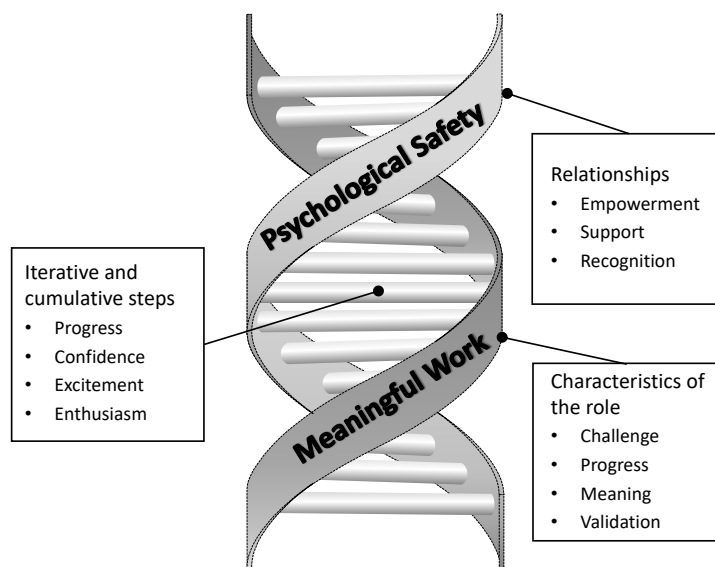 Psychological Safety
Relationships
• Empowerment
• Support
• Recognition
Iterative and
cumulative steps
• Progress
• Confidence
• Excitement
• Enthusiasm
Meaningful Work
Characteristics of
the role
• Challenge
• Progress
• Meaning
• Validation